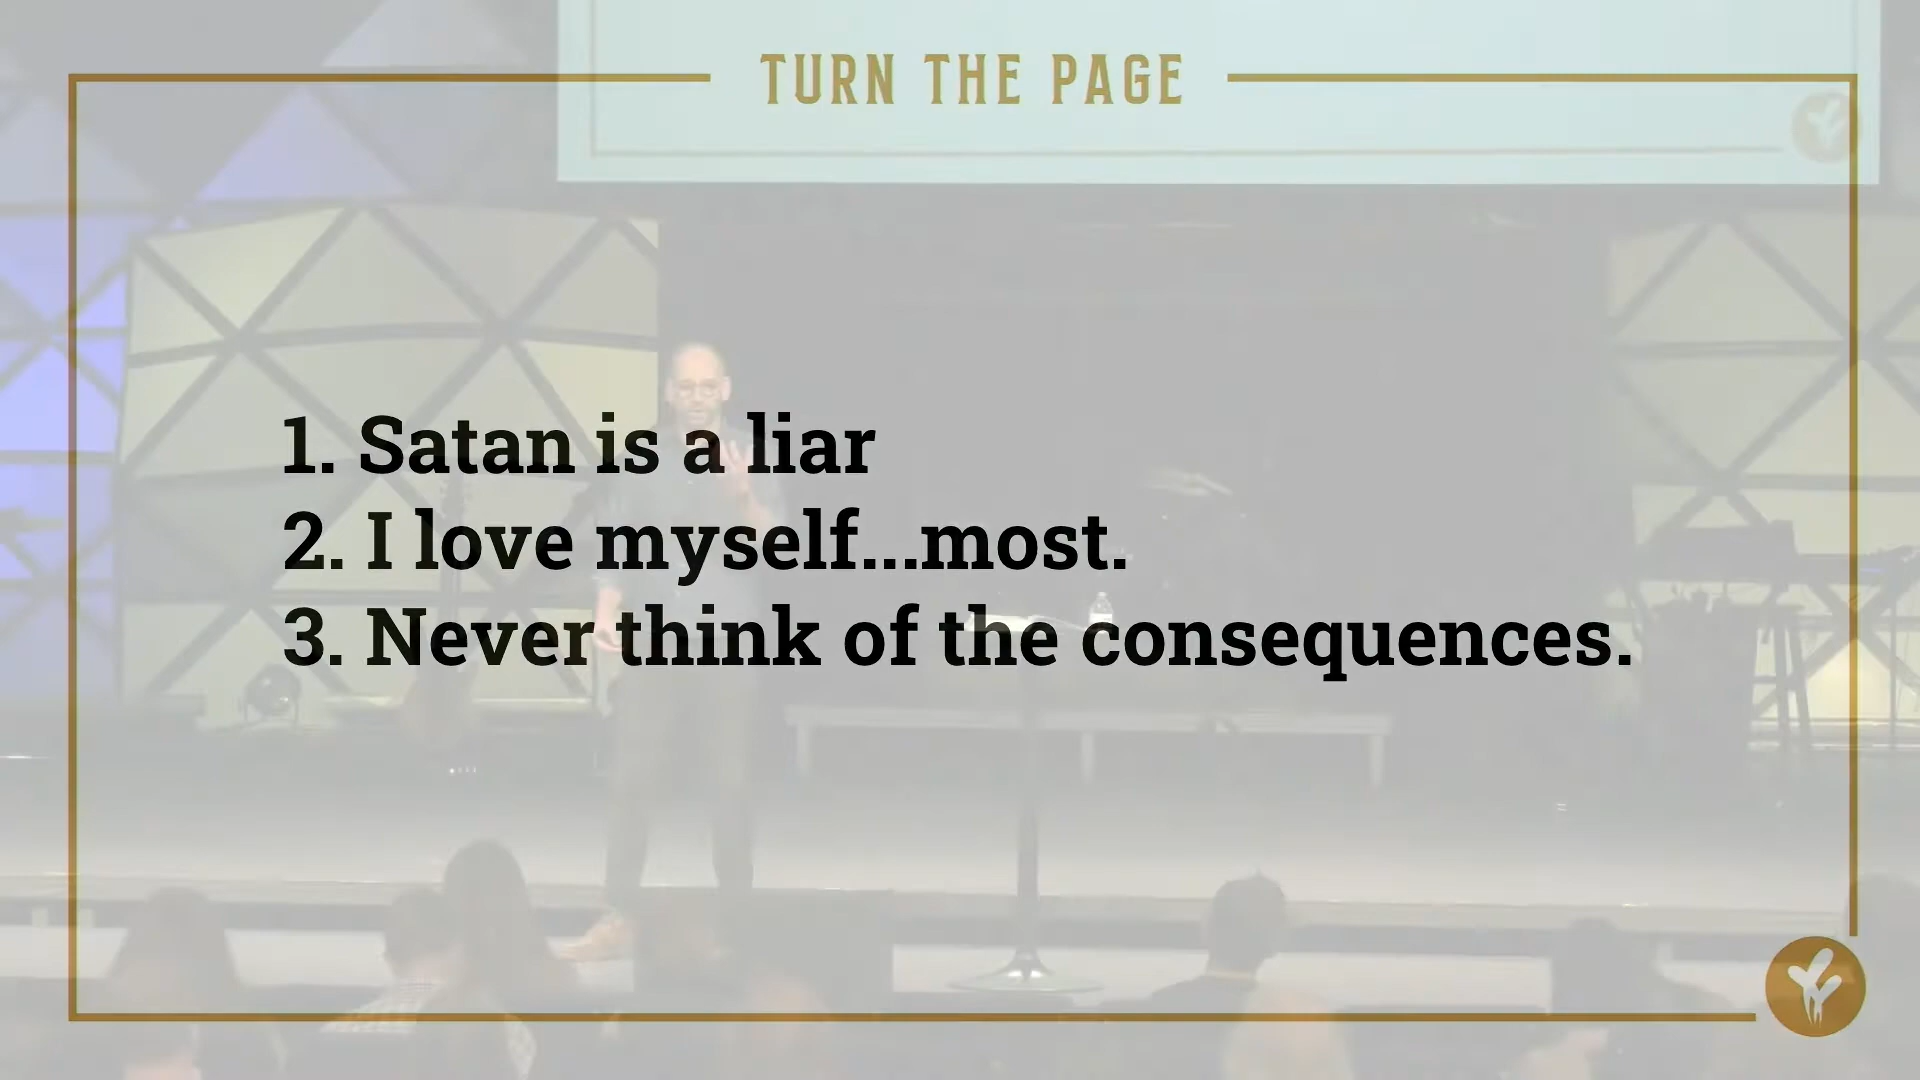 TURN THE PAGE
1. Satan is a liar
2. I love myself...most.
3. Never think of the consequences.